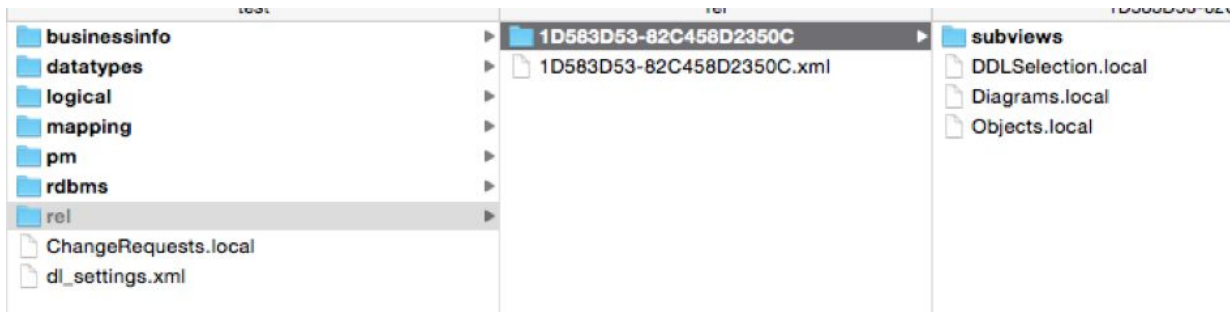 test
rel
businessinfo
datatypes
logical
mapping
pm
rdbms
rel
ChangeRequests.local
dl_settings.xml
1D583D53-82C458D2350C
1D583D53-82C458D2350C.xml
subviews
DDLSelection.local
Diagrams.local
Objects.local